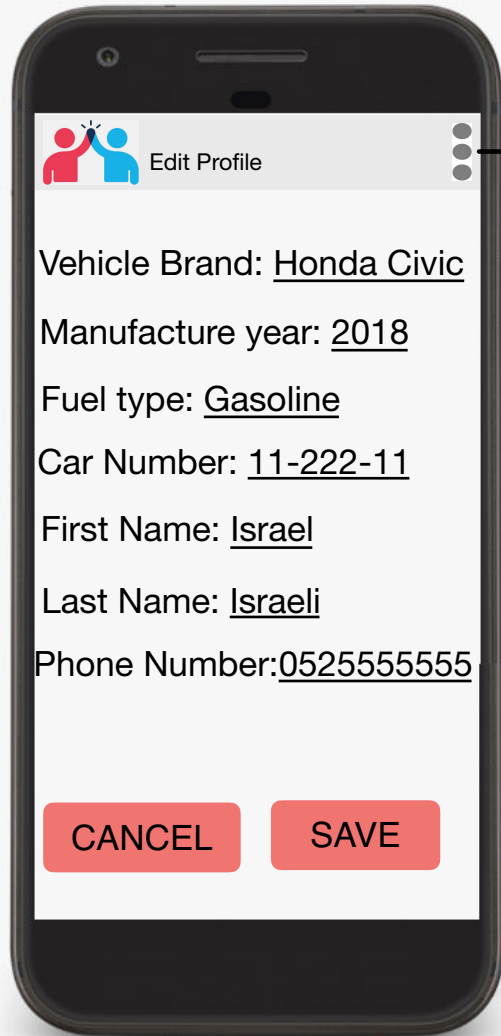 Edit Profile
Vehicle Brand: Honda Civic
Manufacture year: 2018
Fuel type: Gasoline
Car Number: 11-222-11
First Name: Israel
Last Name: Israeli
Phone Number:0525555555
CANCEL SAVE